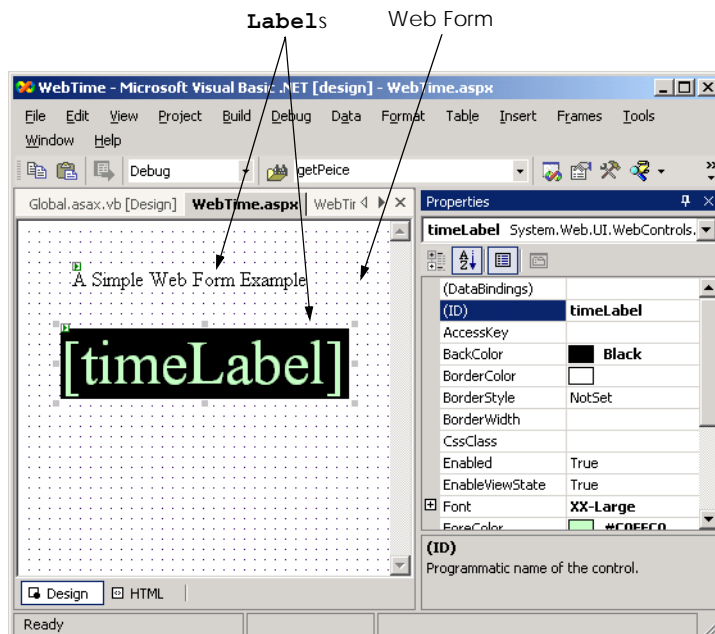 Labels Web Form
WebTime - Microsoft Visual Basic .NET [design] - WebTime.aspx
File Edit View Project Build Debug Data Format Table Insert Frames Tools
Window Help
Debug getPeice
Global.asax.vb [Design] WebTime.aspx WebTir
A Simple Web Form Example
[timeLabel]
Design HTML
Properties
timeLabel System.Web.UI.WebControls.
(DataBindings)
(ID) timeLabel
AccessKey
BackColor Black
BorderColor
BorderStyle NotSet
BorderWidth
CssClass
Enabled True
EnableViewState True
Font XX-Large
ForeColor #C0FFC0
(ID)
Programmatic name of the control.
Ready